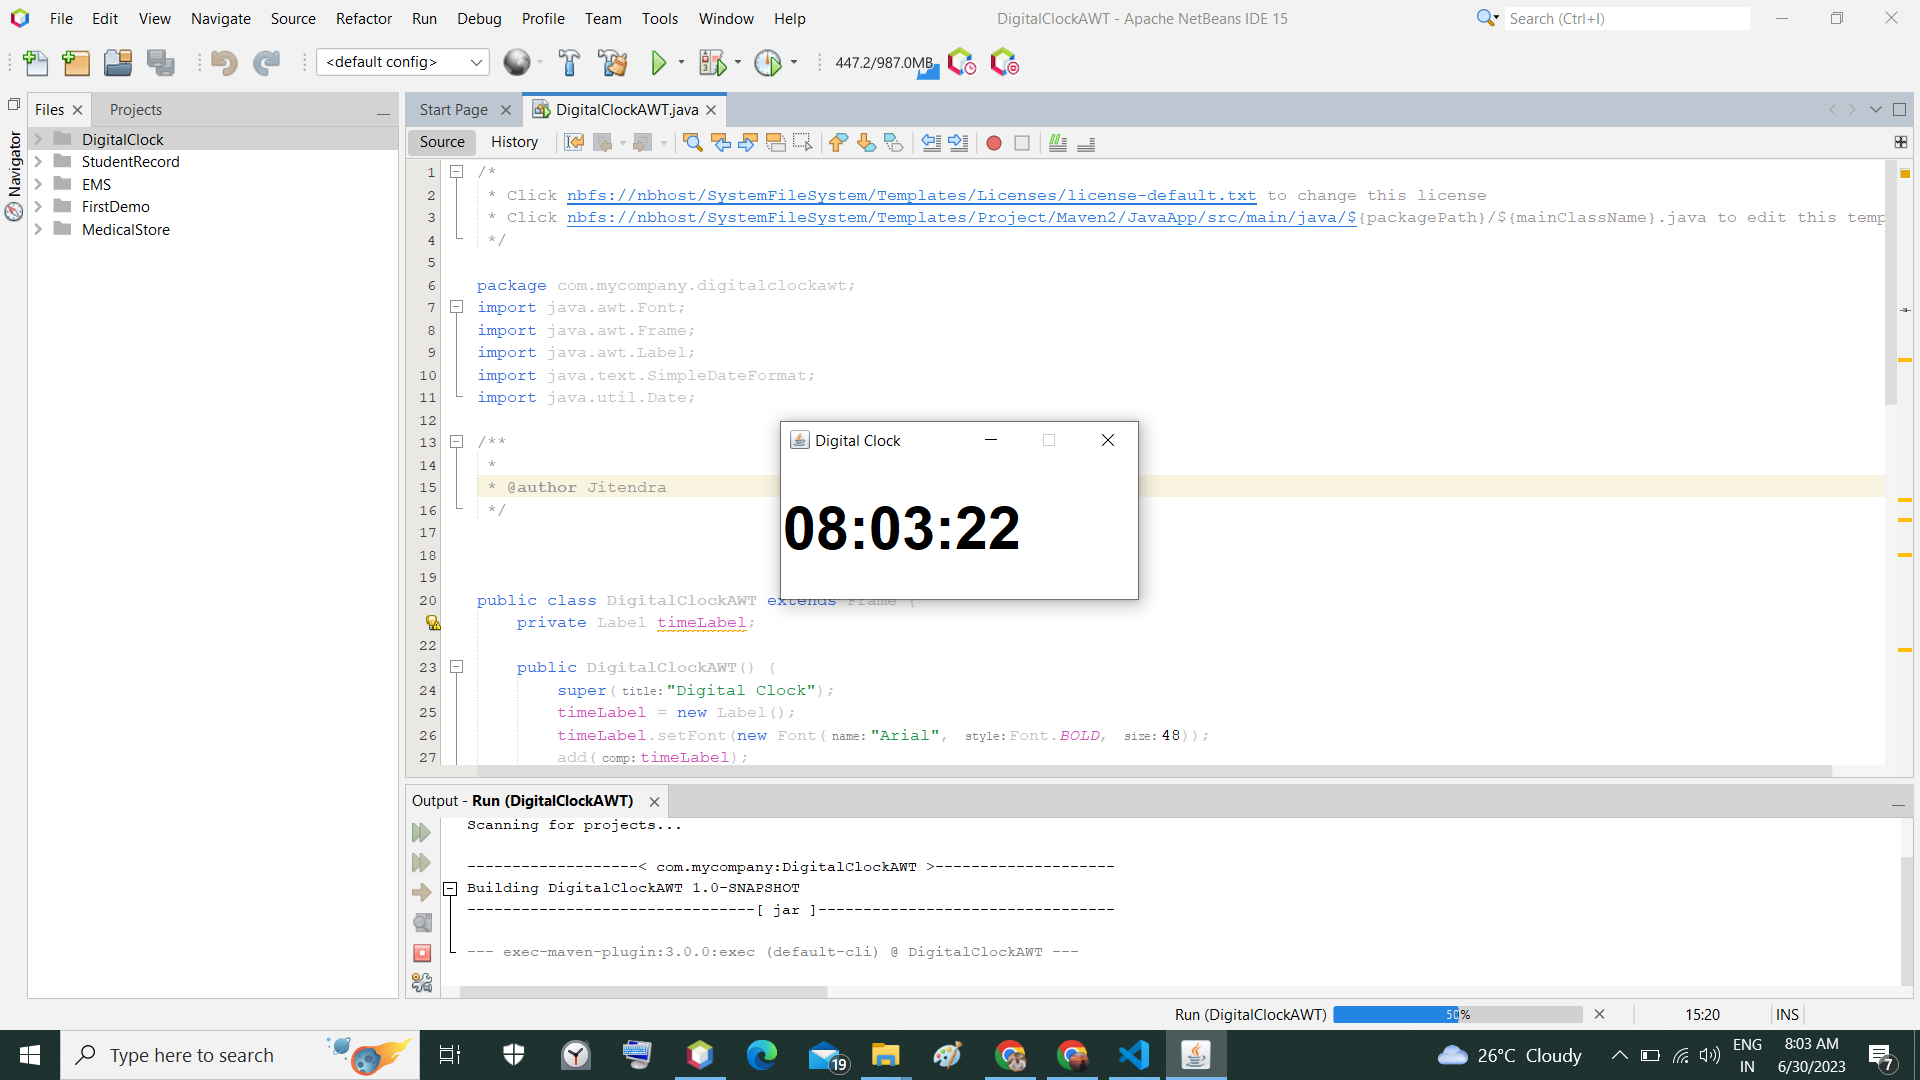 File Edit View Navigate Source Refactor Run Debug Profile Team Tools Window Help
DigitalClockAWT - Apache NetBeans IDE 15
Search (Ctrl+I)
<default config>
447.2/987.0MB
Files
Projects
Start Page
DigitalClockAWT.java
Navigator
DigitalClock
StudentRecord
EMS
FirstDemo
MedicalStore
Source History
1 /*
2 * Click nbfs://nbhost/SystemFileSystem/Templates/Licenses/license-default.txt to change this license
3 * Click nbfs://nbhost/SystemFileSystem/Templates/Project/Maven2/JavaApp/src/main/java/${packagePath}/${mainClassName}.java to edit this temp
4 */
5
6 package com.mycompany.digitalclockawt;
7 import java.awt.Font;
8 import java.awt.Frame;
9 import java.awt.Label;
10 import java.text.SimpleDateFormat;
11 import java.util.Date;
12
13 /**
14 *
15 * @author Jitendra
16 */
17
18
19
20 public class DigitalClockAWT extends Frame {
private Label timeLabel;
22
23 public DigitalClockAWT() {
24 super(title:"Digital Clock");
25 timeLabel = new Label();
26 timeLabel.setFont(new Font(name:"Arial", style:Font.BOLD, size:48));
27 add(comp:timeLabel);
Digital Clock
08:03:22
Output - Run (DigitalClockAWT)
Scanning for projects...
-------------------< com.mycompany:DigitalClockAWT >--------------------
Building DigitalClockAWT 1.0-SNAPSHOT
--------------------------------[ jar ]---------------------------------
--- exec-maven-plugin:3.0.0:exec (default-cli) @ DigitalClockAWT ---
Run (DigitalClockAWT) 50% 15:20 INS
Type here to search
19
26°C Cloudy
ENG
IN
8:03 AM
6/30/2023
7